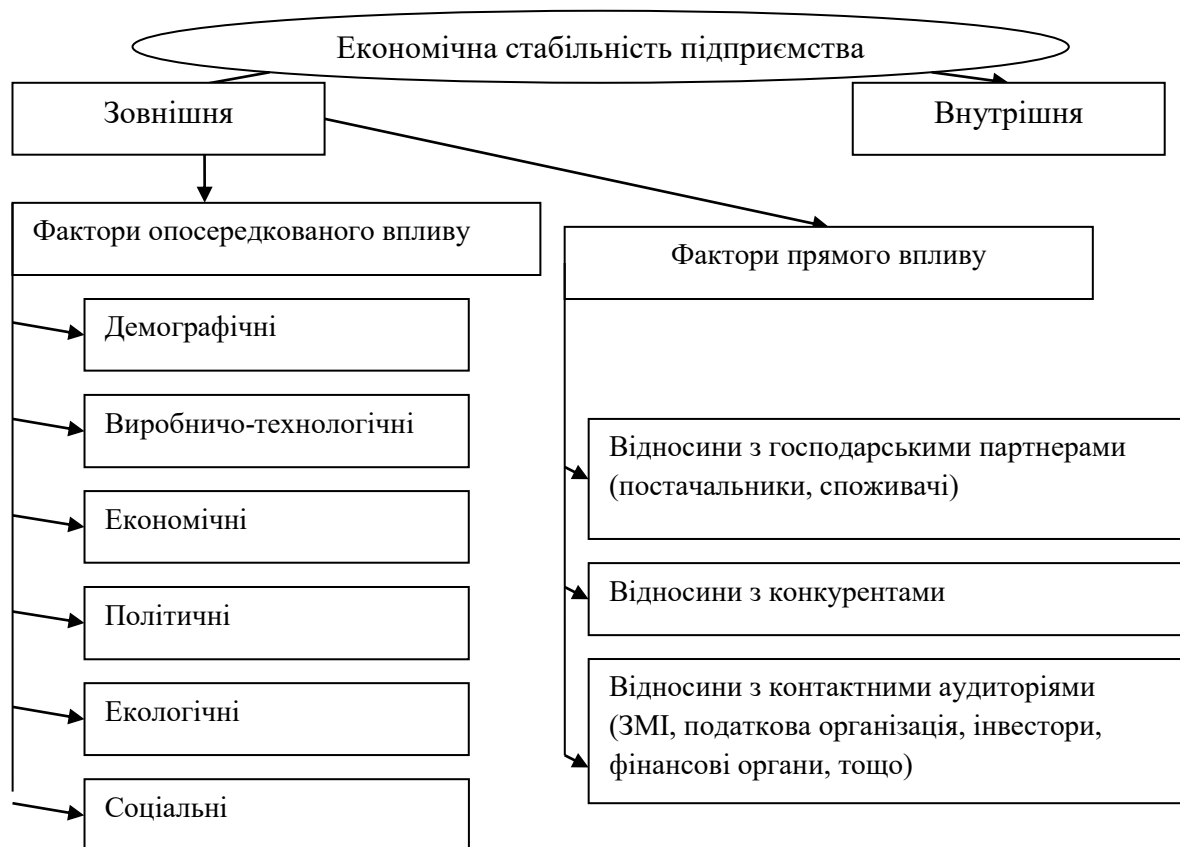 Економічна стабільність підприємства
Зовнішня
Внутрішня
Фактори опосередкованого впливу
Фактори прямого впливу
Демографічні
Виробничо-технологічні
Економічні
Політичні
Екологічні
Соціальні
Відносини з господарськими партнерами
(постачальники, споживачі)
Відносини з конкурентами
Відносини з контактними аудиторіями
(ЗМІ, податкова організація, інвестори,
фінансові органи, тощо)